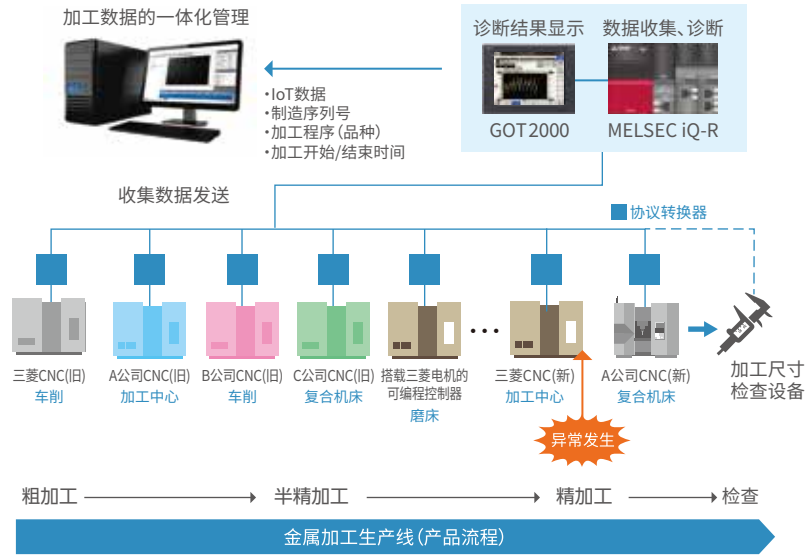 加工数据的一体化管理
诊断结果显示
数据收集、诊断
GOT2000
MELSEC iQ-R
·IoT数据
·制造序列号
·加工程序(品种)
·加工开始/结束时间
收集数据发送
协议转换器
三菱CNC(旧)
车削
A公司CNC(旧)
加工中心
B公司CNC(旧)
车削
C公司CNC(旧)
复合机床
搭载三菱电机的
可编程控制器
磨床
···
三菱CNC(新)
加工中心
A公司CNC(新)
复合机床
加工尺寸
检查设备
异常发生
粗加工
半精加工
精加工
检查
金属加工生产线(产品流程)